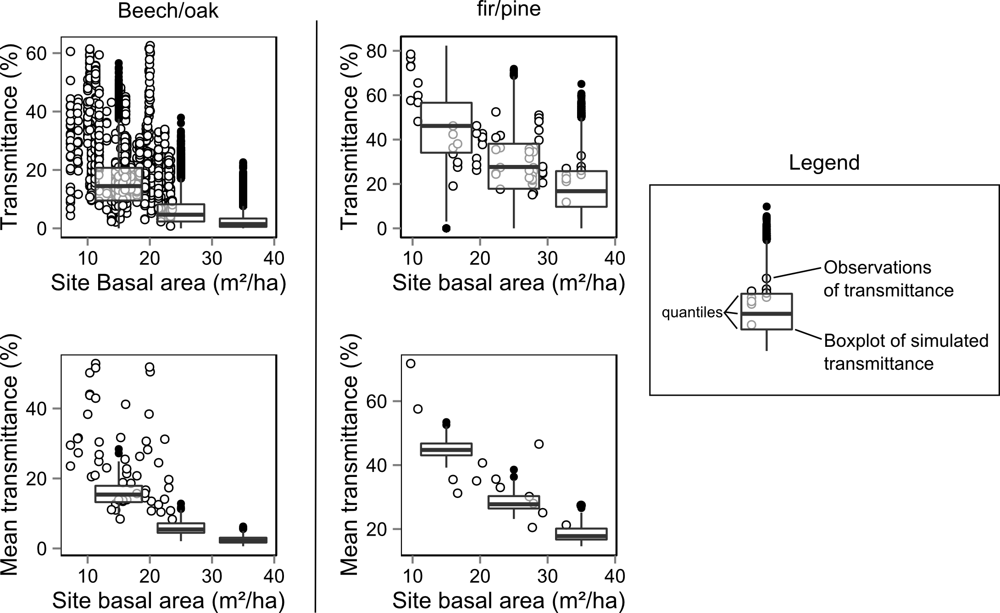 Beech/oak
fir/pine
Transmittance (%)
60
40
20
0
10 20 30 40
Site Basal area (m²/ha)
Transmittance (%)
80
60
40
20
0
10 20 30 40
Site basal area (m²/ha)
Legend
Observations
of transmittance
quantiles
Boxplot of simulated
transmittance
Mean transmittance (%)
40
20
0
10 20 30 40
Site basal area (m²/ha)
Mean transmittance (%)
60
40
20
10 20 30 40
Site basal area (m²/ha)